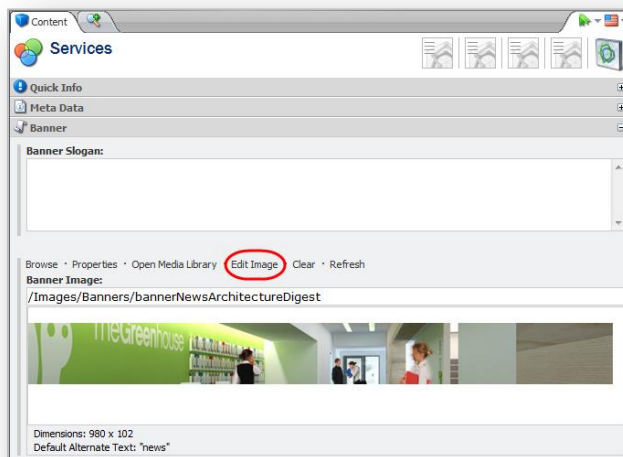 Content
Services
Quick Info
Meta Data
Banner
Banner Slogan:
Browse · Properties · Open Media Library · Edit Image · Clear · Refresh
Banner Image:
/Images/Banners/bannerNewsArchitectureDigest
TheGreenhouse
Dimensions: 980 x 102
Default Alternate Text: "news"